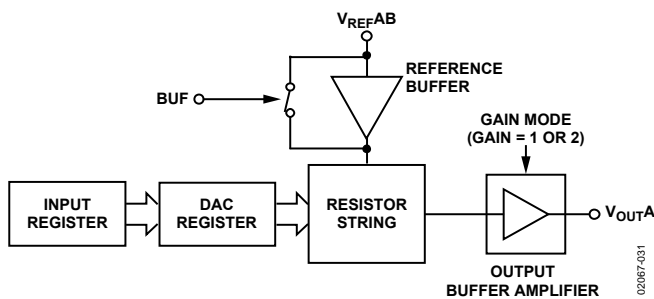 VREFAB
REFERENCE
BUFFER
BUF
GAIN MODE
(GAIN = 1 OR 2)
INPUT
REGISTER
DAC
REGISTER
RESISTOR
STRING
VOUTA
OUTPUT
BUFFER AMPLIFIER
02067-031